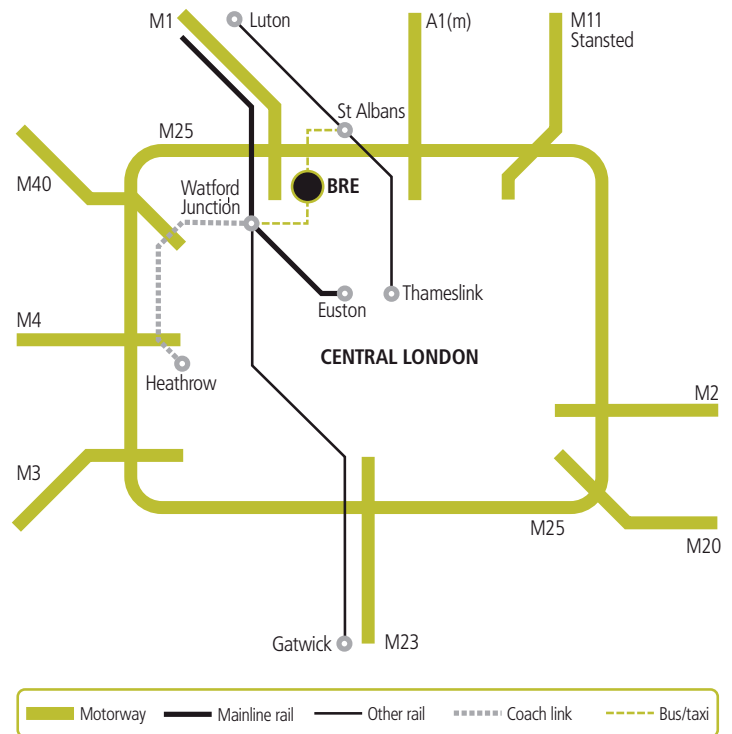 M1
Luton
A1(m)
M11
Stansted
St Albans
M25
M40
Watford
Junction
BRE
Euston
Thameslink
M4
CENTRAL LONDON
Heathrow
M2
M3
M25
M20
Gatwick
M23
Motorway
Mainline rail
Other rail
Coach link
Bus/taxi